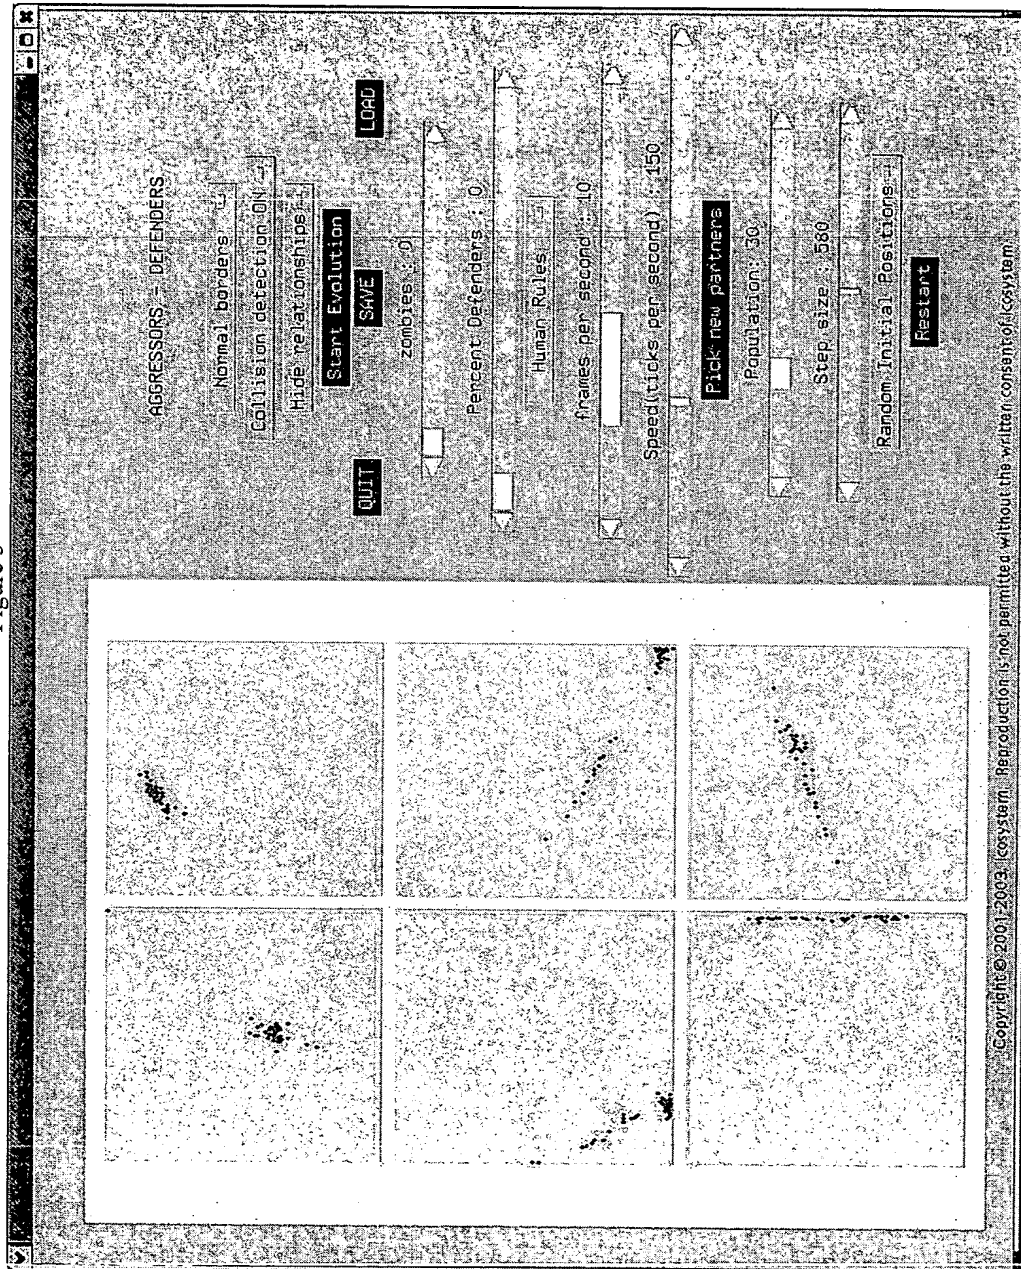 AGGRESSORS - DEFENDERS
Normal borders
Collision detection ON
Hide relationships
Start Evolution
QUIT
SAVE
LOAD
zombies: 0
Percent Defenders : 0
Human Rules
frames per second : 10
Speed(ticks per second) : 150
Pick new partners
Population: 30
Step size : 580
Random Initial Positions
Restart
Copyright © 2001-2003, Icosystem. Reproduction is not permitted without the written consent of Icosystem